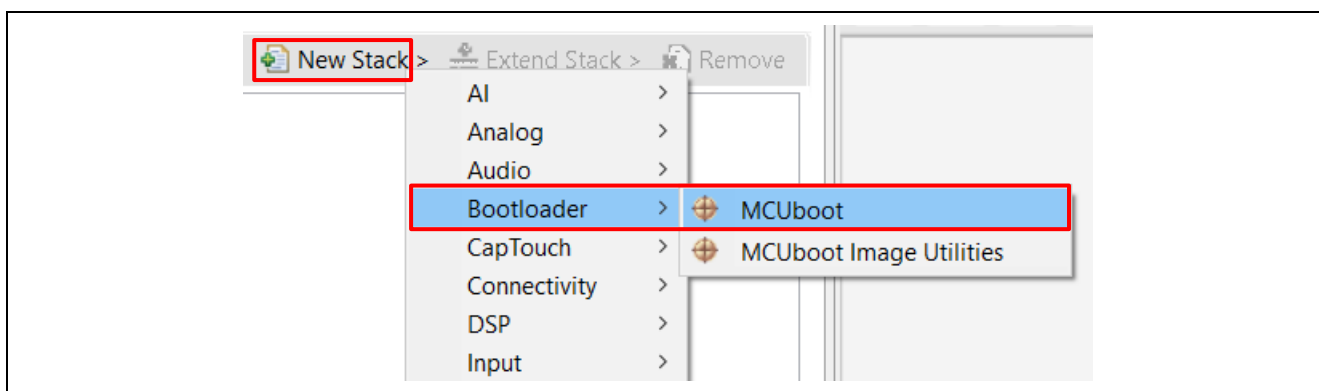 New Stack > Extend Stack > Remove
AI >
Analog >
Audio >
Bootloader > MCUboot
CapTouch > MCUboot Image Utilities
Connectivity >
DSP >
Input >